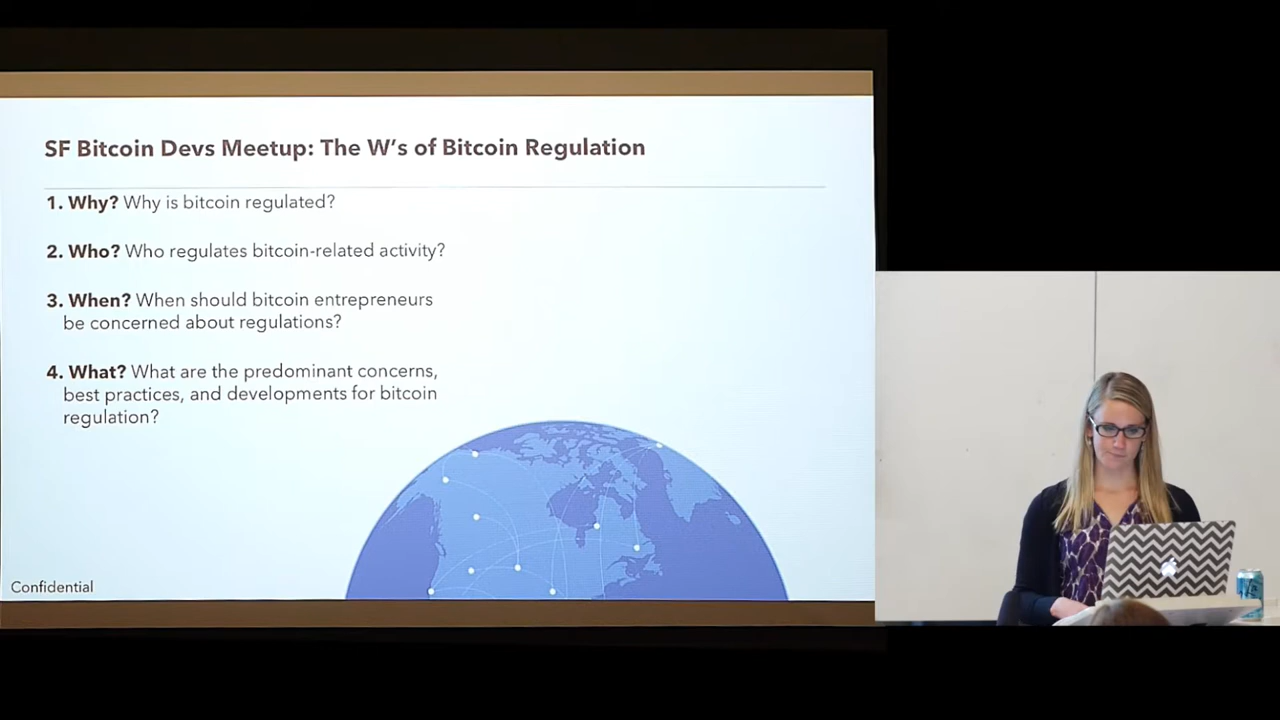 SF Bitcoin Devs Meetup: The W's of Bitcoin Regulation
1. Why? Why is bitcoin regulated?
2. Who? Who regulates bitcoin-related activity?
3. When? When should bitcoin entrepreneurs
be concerned about regulations?
4. What? What are the predominant concerns,
best practices, and developments for bitcoin
regulation?
Confidential